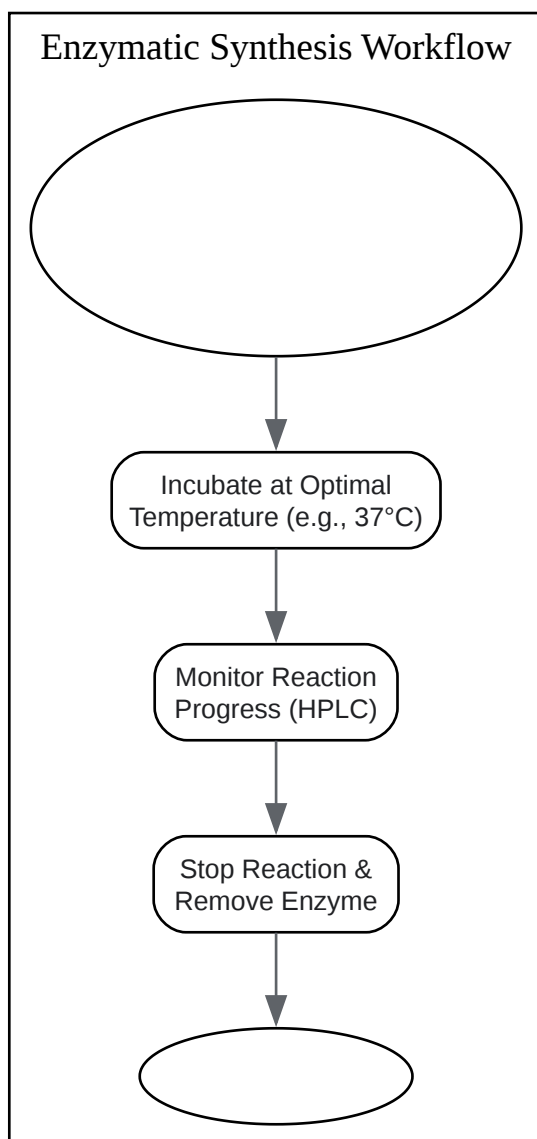 Enzymatic Synthesis Workflow
Incubate at Optimal
Temperature (e.g., 37°C)
Monitor Reaction
Progress (HPLC)
Stop Reaction &
Remove Enzyme